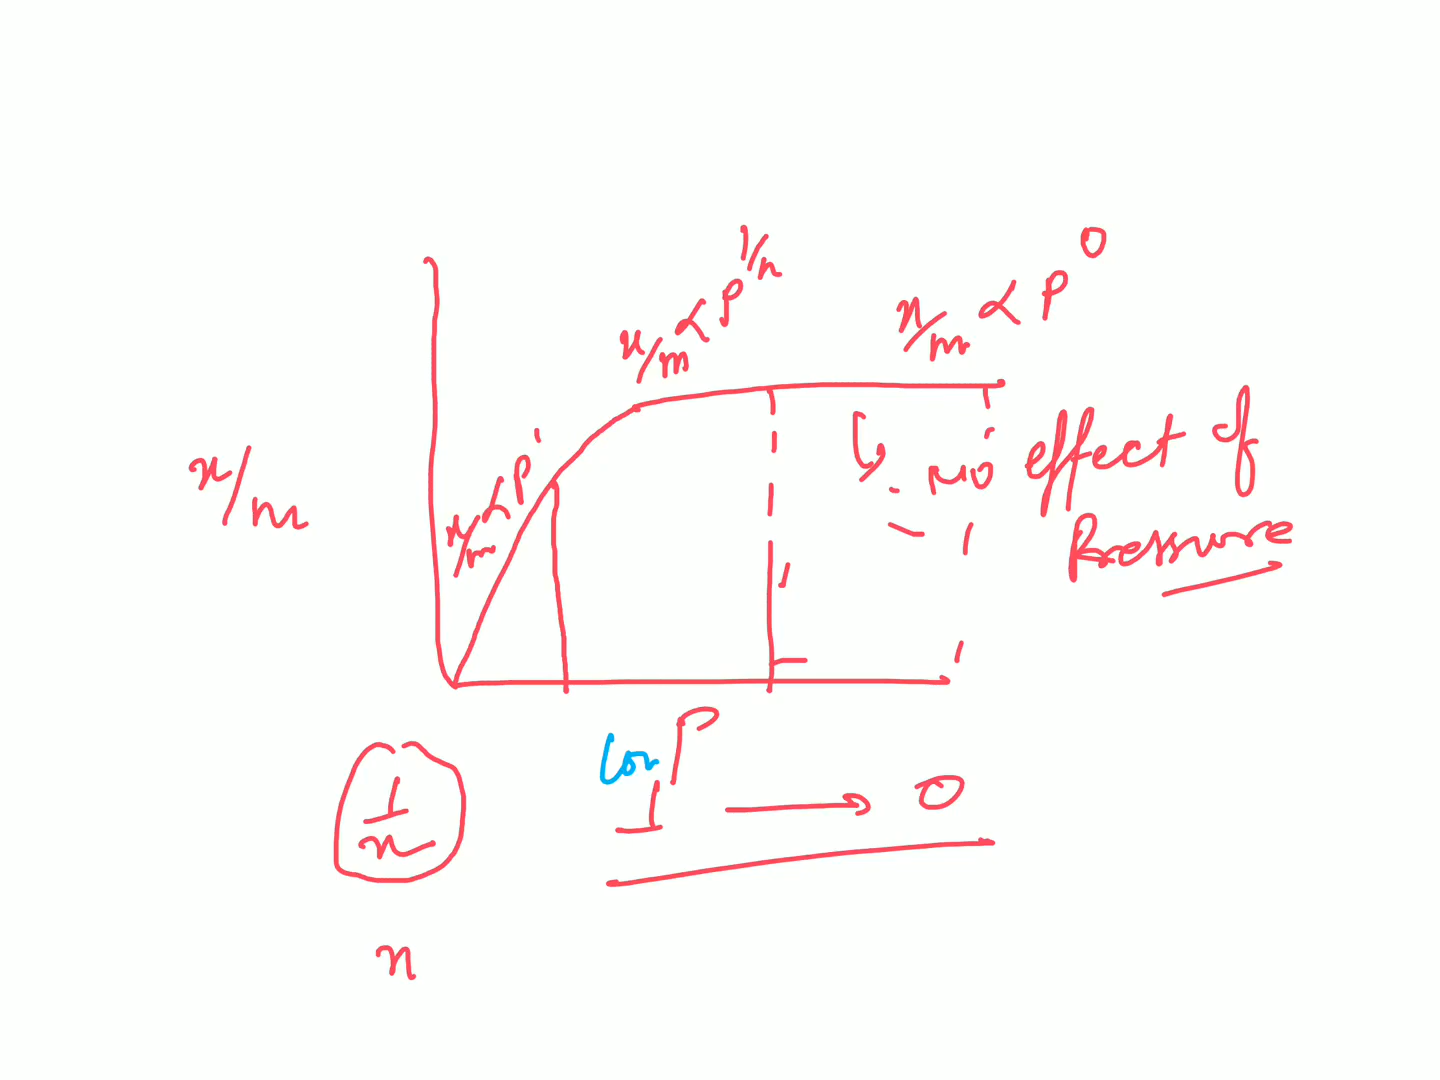 x/m ∝ P^1/n
x/m ∝ P^0
x/m ∝ P^1
x/m
No effect of
Pressure
Low P
1/n
1 → 0
n